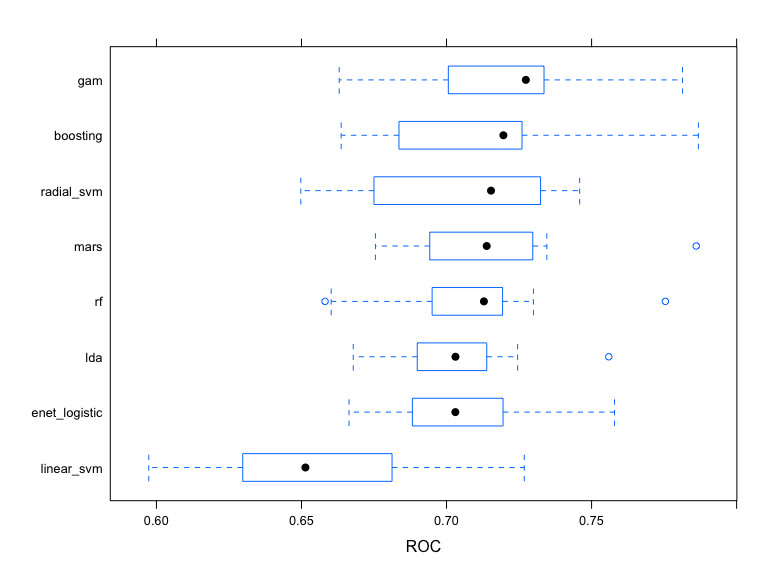 gam
boosting
radial_svm
mars
rf
lda
enet_logistic
linear_svm
0.60 0.65 0.70 0.75
ROC